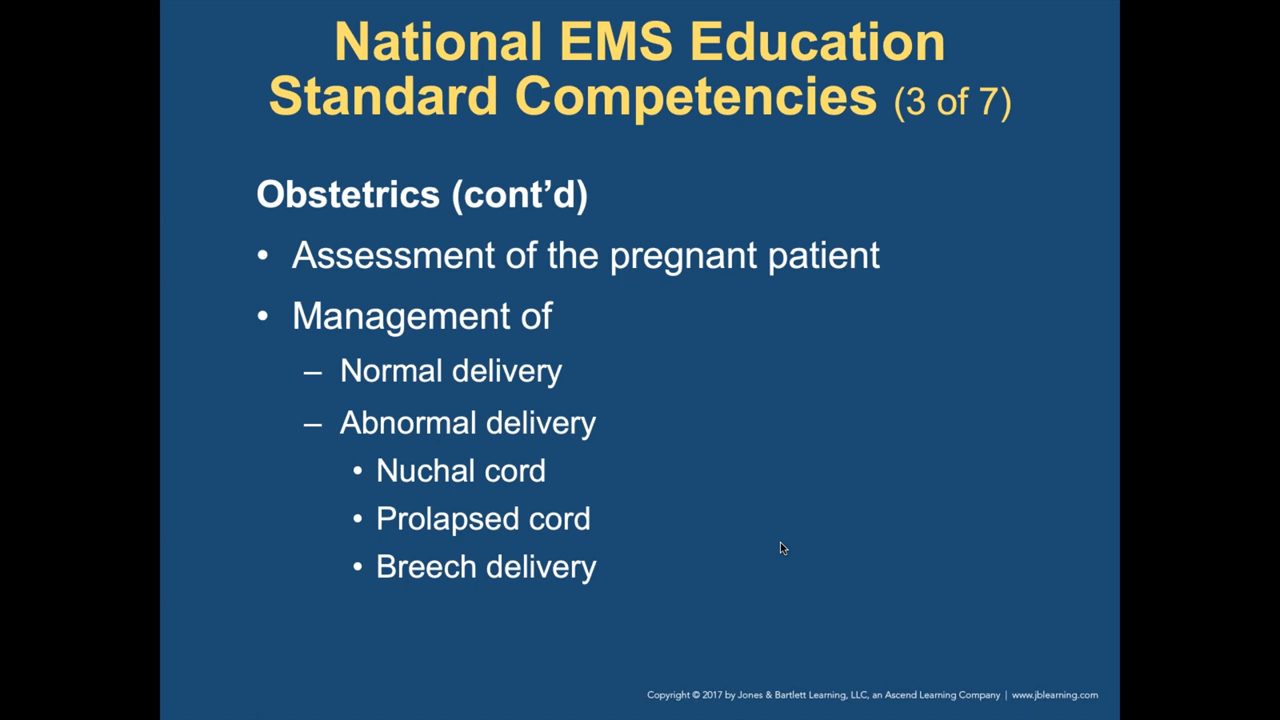 National EMS Education
Standard Competencies (3 of 7)
Obstetrics (cont’d)
• Assessment of the pregnant patient
• Management of
– Normal delivery
– Abnormal delivery
• Nuchal cord
• Prolapsed cord
• Breech delivery
Copyright © 2017 by Jones & Bartlett Learning, LLC, an Ascend Learning Company | www.jblearning.com